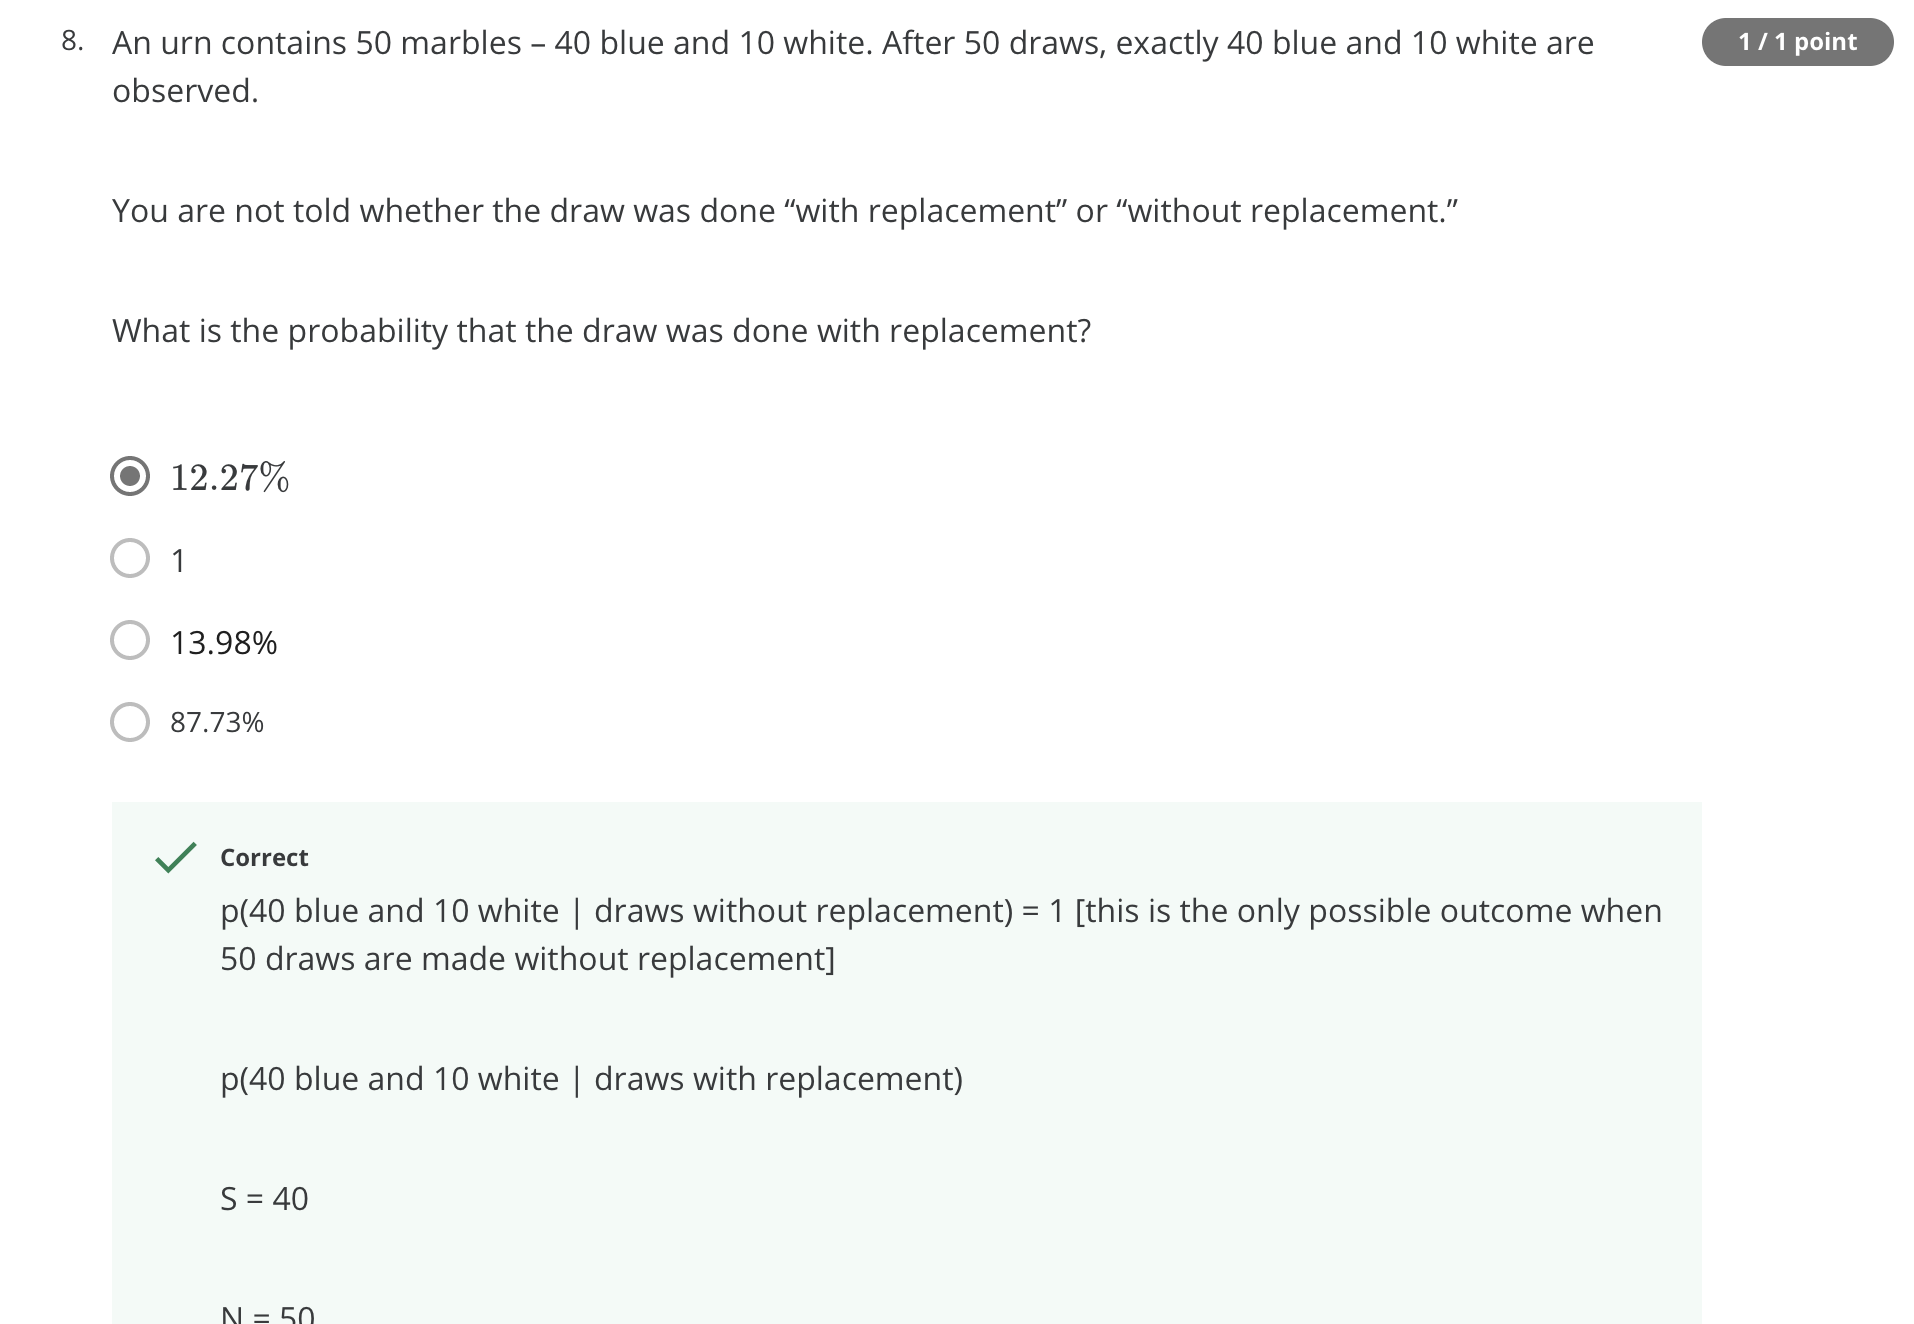 8. An urn contains 50 marbles – 40 blue and 10 white. After 50 draws, exactly 40 blue and 10 white are
observed.
1 / 1 point
You are not told whether the draw was done “with replacement” or “without replacement.”
What is the probability that the draw was done with replacement?
12.27%
1
13.98%
87.73%
Correct
p(40 blue and 10 white | draws without replacement) = 1 [this is the only possible outcome when
50 draws are made without replacement]
p(40 blue and 10 white | draws with replacement)
S = 40
N = 50